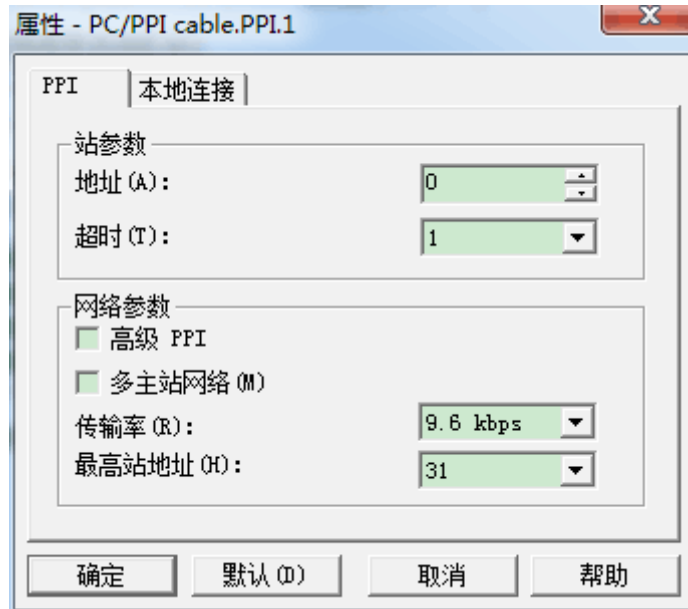 属性 - PC/PPI cable.PPI.1
PPI 本地连接
站参数
地址(A): 0
超时(T): 1
网络参数
高级 PPI
多主站网络(M)
传输率(R): 9.6 kbps
最高站地址(H): 31
确定 默认(D) 取消 帮助